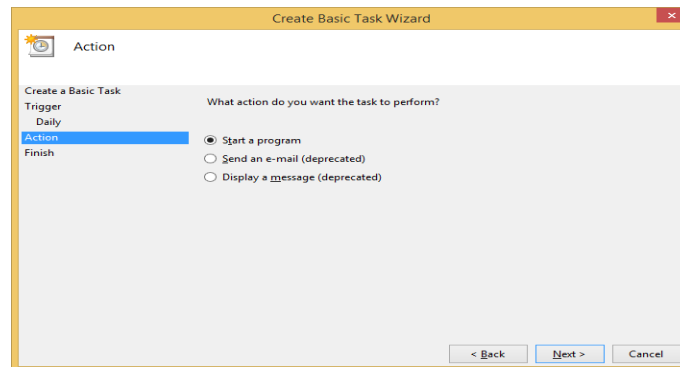 Create Basic Task Wizard
Action
Create a Basic Task
Trigger
Daily
Action
Finish
What action do you want the task to perform?
Start a program
Send an e-mail (deprecated)
Display a message (deprecated)
< Back Next > Cancel